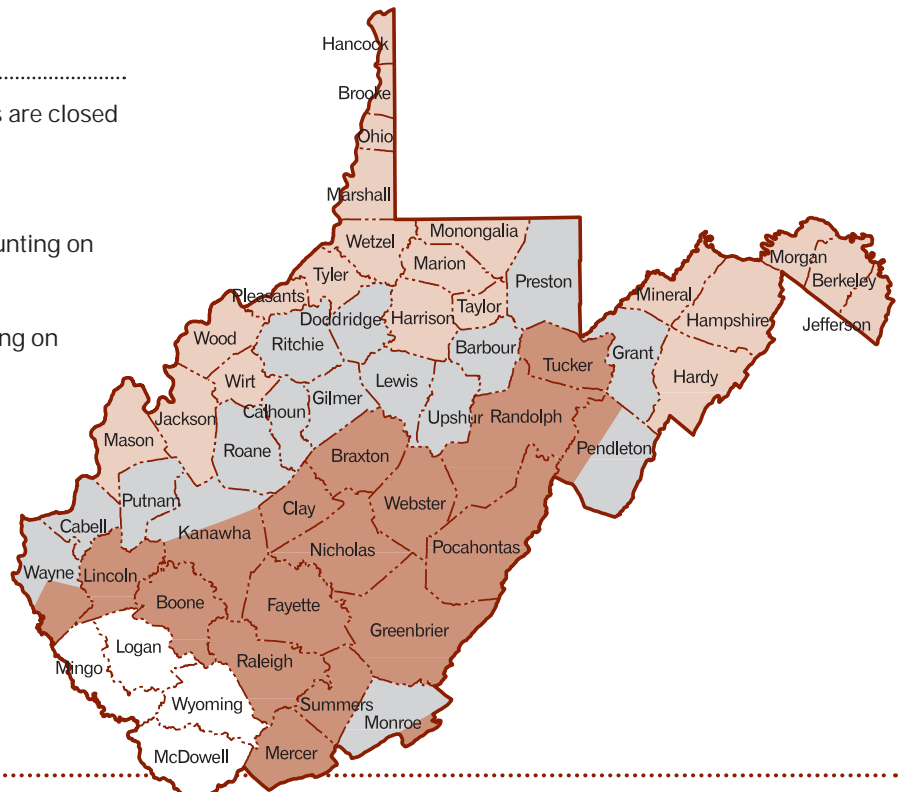 Hancock
s are closed
Brooke
Ohio
Marshall
unting on
Wetzel
Monongalia
Marion
Morgan
Tyler
Preston
Berkeley
Mineral
Pleasants
Taylor
Harrison
Doddridge
Hampshire
Jefferson
Wood
ng on
Ritchie
Barbour
Grant
Tucker
Hardy
Wirt
Lewis
Gilmer
Calhoun
Jackson
Upshur
Randolph
Mason
Roane
Braxton
Pendleton
Putnam
Webster
Clay
Cabell
Kanawha
Nicholas
Pocahontas
Wayne
Lincoln
Boone
Fayette
Greenbrier
Logan
Raleigh
Mingo
Wyoming
Summers
Monroe
McDowell
Mercer